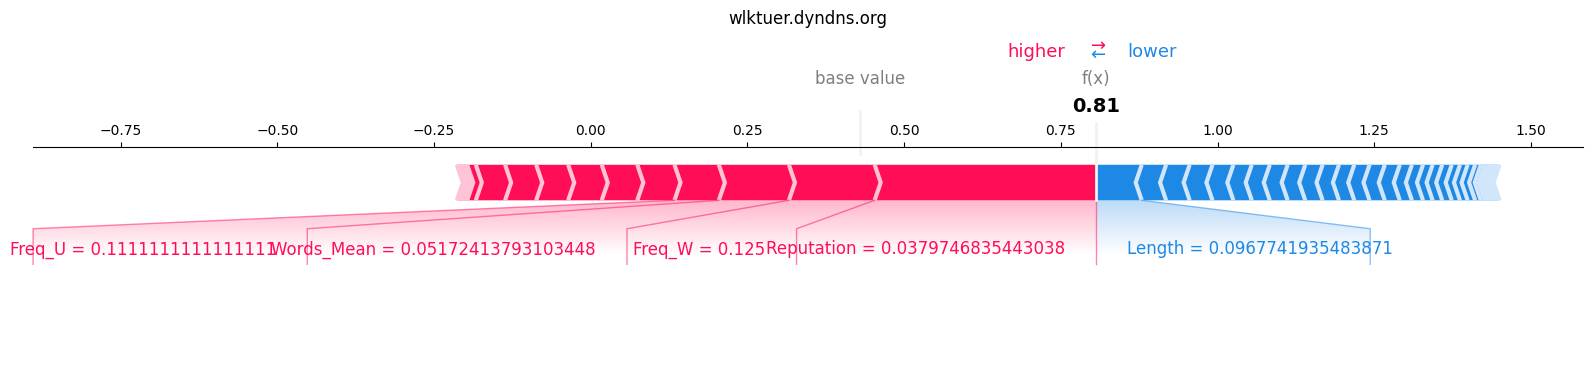 wlktuer.dyndns.org
higher → ← lower
base value f(x)
0.81
−0.75 −0.50 −0.25 0.00 0.25 0.50 0.75 1.00 1.25 1.50
Freq_U = 0.1111111111111111 Words_Mean = 0.05172413793103448 Freq_W = 0.125 Reputation = 0.0379746835443038 Length = 0.0967741935483871